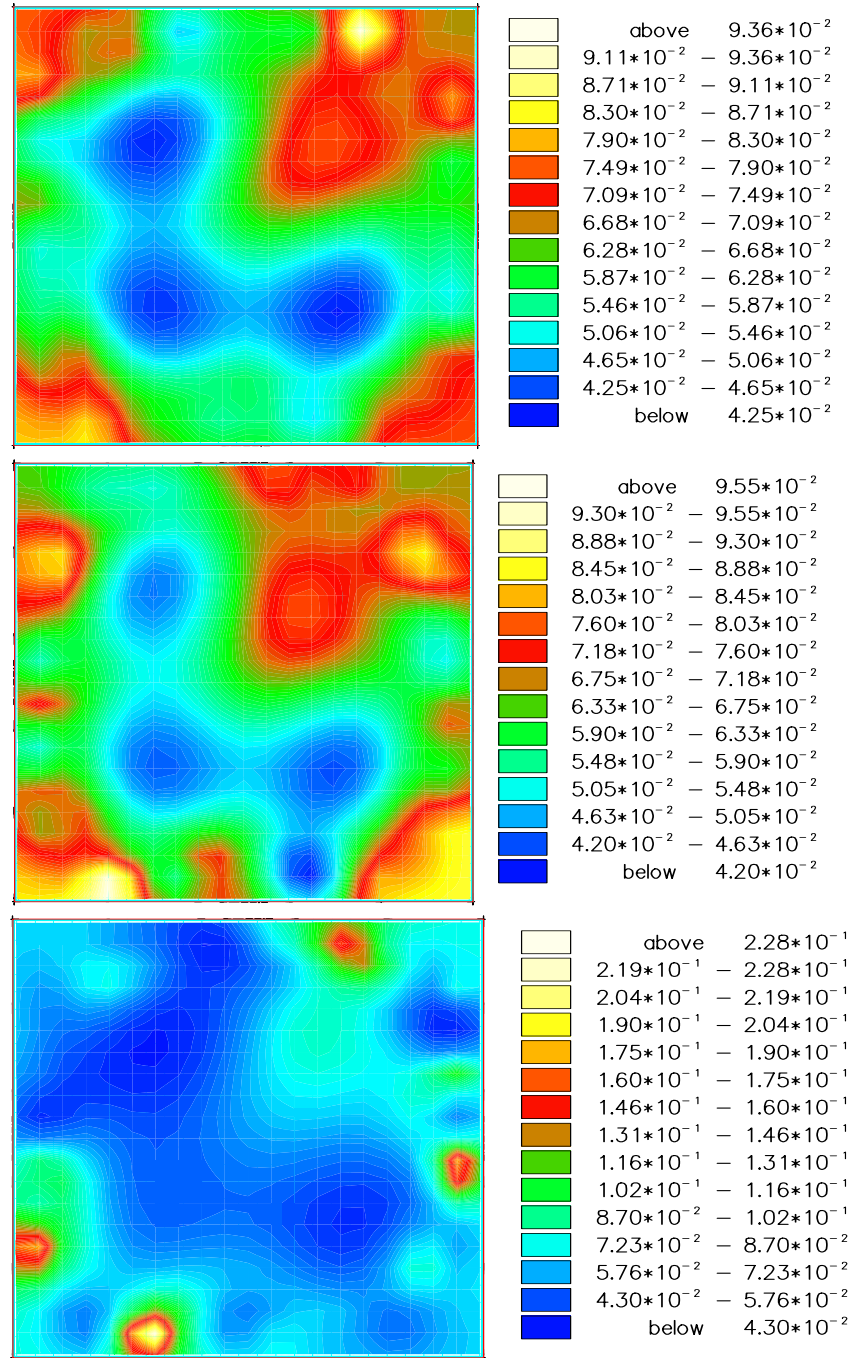 above 9.36*10⁻²
9.11*10⁻² – 9.36*10⁻²
8.71*10⁻² – 9.11*10⁻²
8.30*10⁻² – 8.71*10⁻²
7.90*10⁻² – 8.30*10⁻²
7.49*10⁻² – 7.90*10⁻²
7.09*10⁻² – 7.49*10⁻²
6.68*10⁻² – 7.09*10⁻²
6.28*10⁻² – 6.68*10⁻²
5.87*10⁻² – 6.28*10⁻²
5.46*10⁻² – 5.87*10⁻²
5.06*10⁻² – 5.46*10⁻²
4.65*10⁻² – 5.06*10⁻²
4.25*10⁻² – 4.65*10⁻²
below 4.25*10⁻²
above 9.55*10⁻²
9.30*10⁻² – 9.55*10⁻²
8.88*10⁻² – 9.30*10⁻²
8.45*10⁻² – 8.88*10⁻²
8.03*10⁻² – 8.45*10⁻²
7.60*10⁻² – 8.03*10⁻²
7.18*10⁻² – 7.60*10⁻²
6.75*10⁻² – 7.18*10⁻²
6.33*10⁻² – 6.75*10⁻²
5.90*10⁻² – 6.33*10⁻²
5.48*10⁻² – 5.90*10⁻²
5.05*10⁻² – 5.48*10⁻²
4.63*10⁻² – 5.05*10⁻²
4.20*10⁻² – 4.63*10⁻²
below 4.20*10⁻²
above 2.28*10⁻¹
2.19*10⁻¹ – 2.28*10⁻¹
2.04*10⁻¹ – 2.19*10⁻¹
1.90*10⁻¹ – 2.04*10⁻¹
1.75*10⁻¹ – 1.90*10⁻¹
1.60*10⁻¹ – 1.75*10⁻¹
1.46*10⁻¹ – 1.60*10⁻¹
1.31*10⁻¹ – 1.46*10⁻¹
1.16*10⁻¹ – 1.31*10⁻¹
1.02*10⁻¹ – 1.16*10⁻¹
8.70*10⁻² – 1.02*10⁻¹
7.23*10⁻² – 8.70*10⁻²
5.76*10⁻² – 7.23*10⁻²
4.30*10⁻² – 5.76*10⁻²
below 4.30*10⁻²